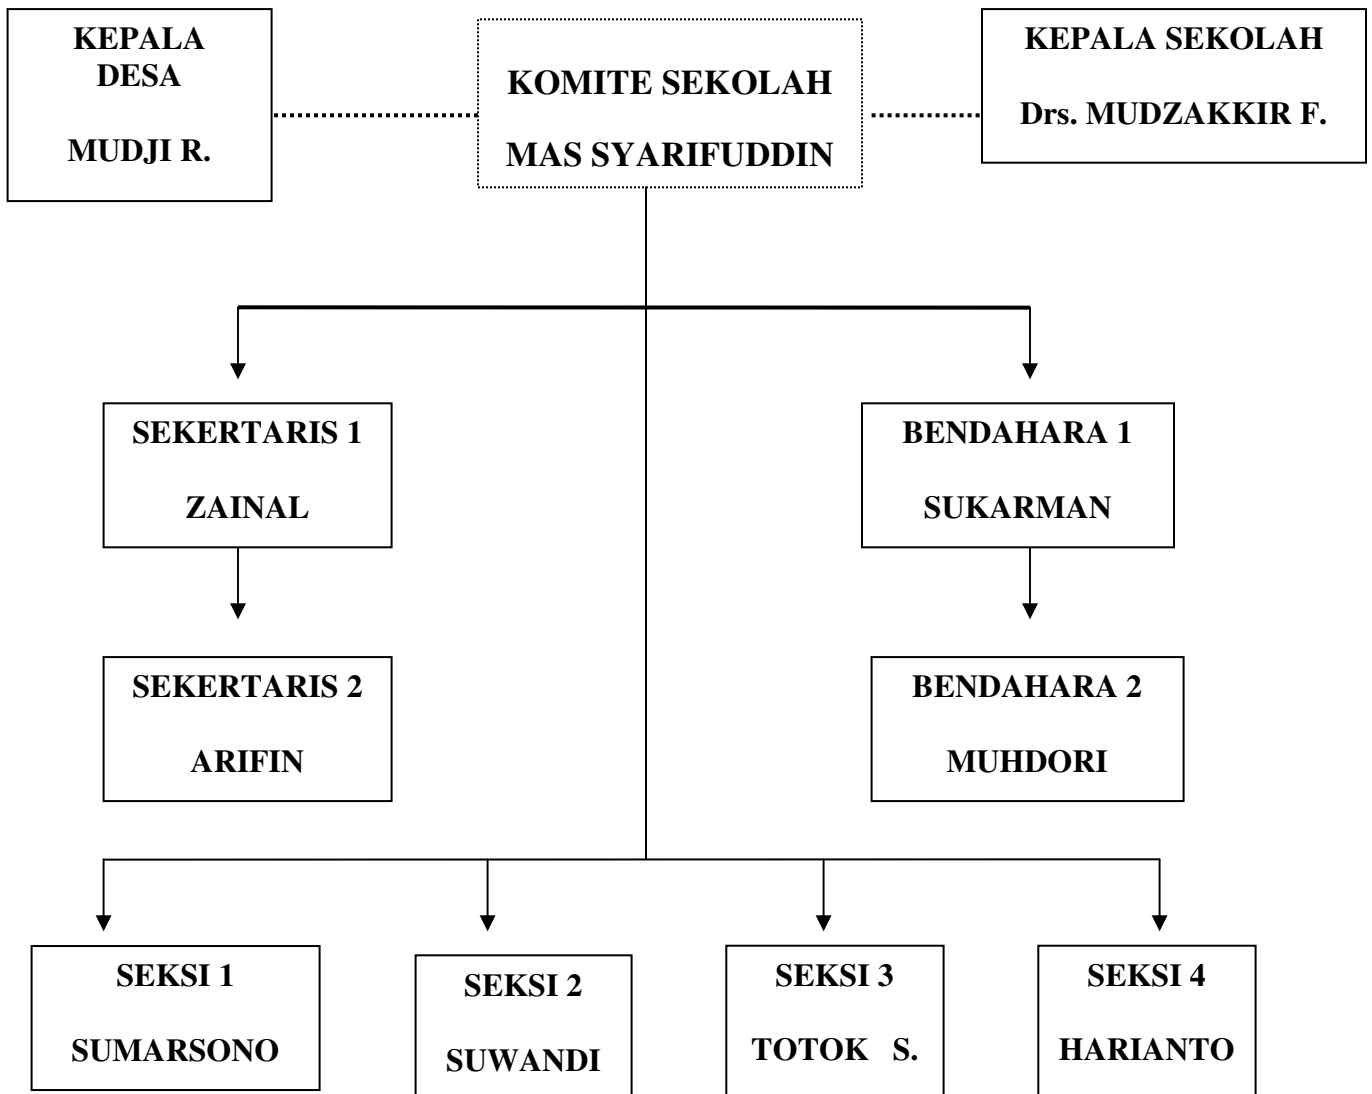 KEPALA
DESA
MUDJI R.
KOMITE SEKOLAH
MAS SYARIFUDDIN
KEPALA SEKOLAH
Drs. MUDZAKKIR F.
SEKERTARIS 1
ZAINAL
BENDAHARA 1
SUKARMAN
SEKERTARIS 2
ARIFIN
BENDAHARA 2
MUHDORI
SEKSI 1
SUMARSONO
SEKSI 2
SUWANDI
SEKSI 3
TOTOK S.
SEKSI 4
HARIANTO